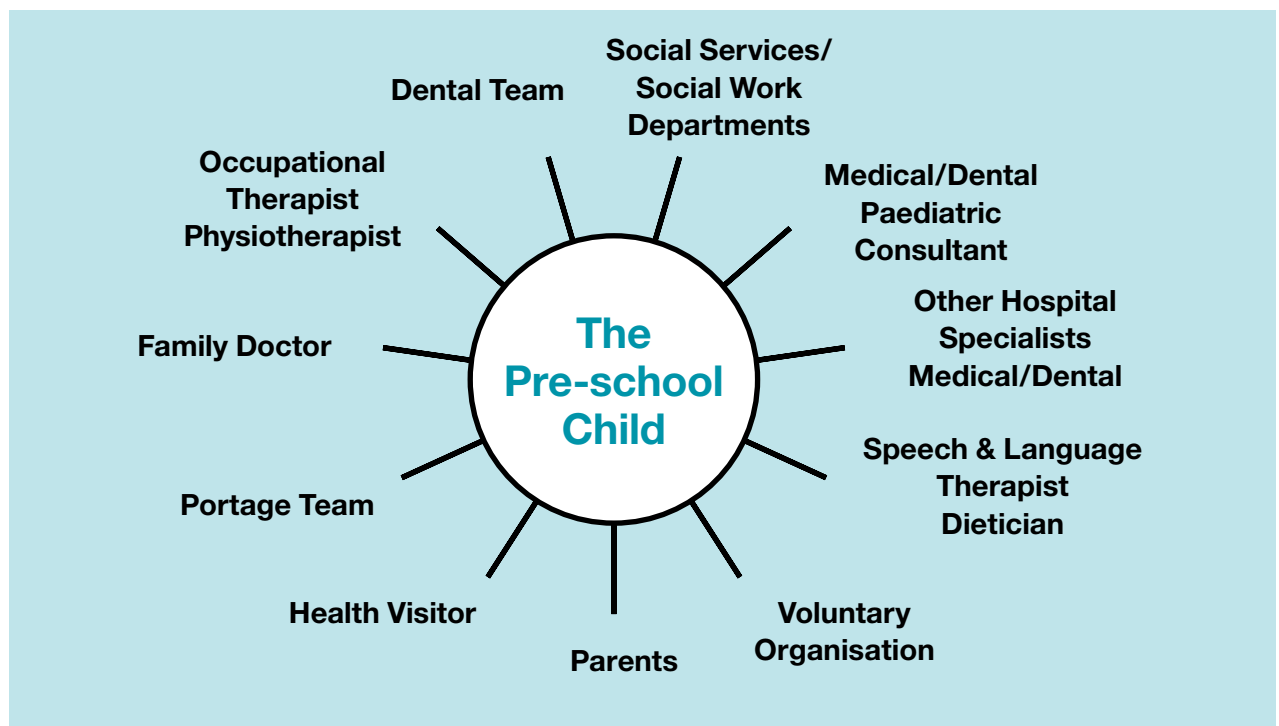 Social Services/
Social Work
Departments
Dental Team
Occupational
Therapist
Physiotherapist
Medical/Dental
Paediatric
Consultant
Other Hospital
Specialists
Medical/Dental
Family Doctor
The
Pre-school
Child
Speech & Language
Therapist
Dietician
Portage Team
Health Visitor
Voluntary
Organisation
Parents